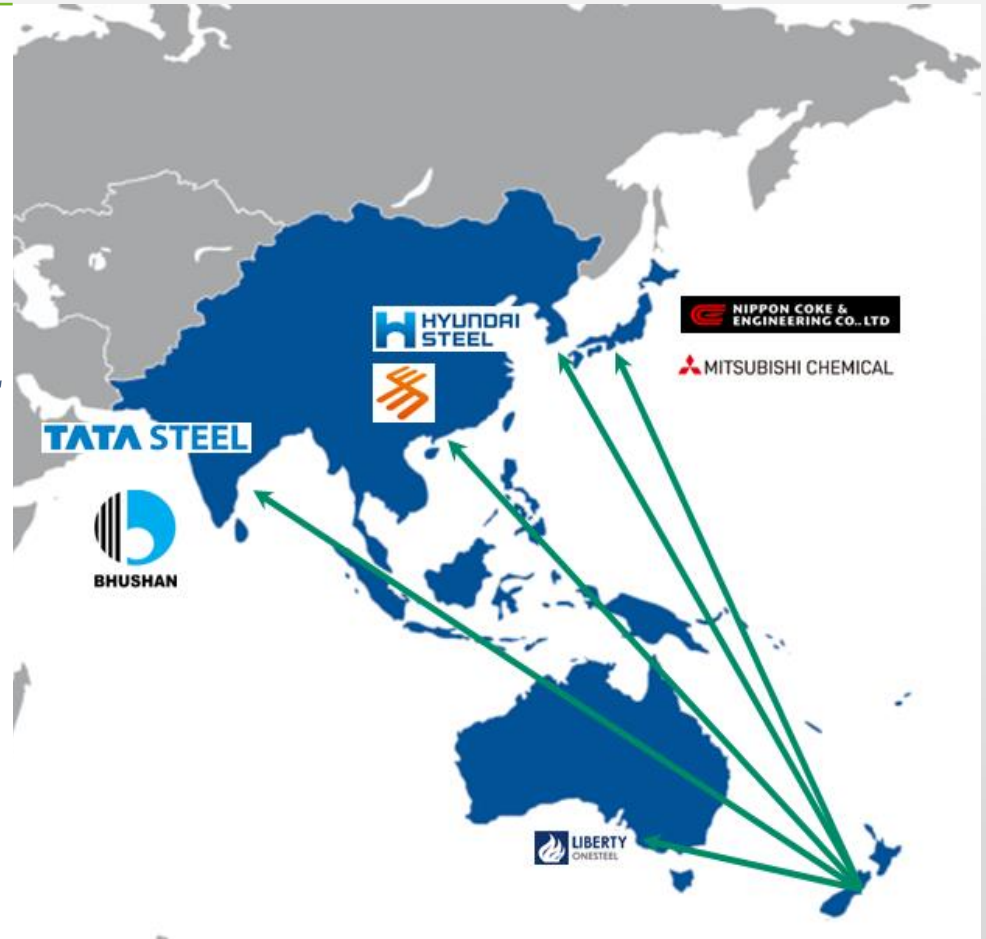 HYUNDAI
STEEL
NIPPON COKE &
ENGINEERING CO., LTD
MITSUBISHI CHEMICAL
TATA STEEL
BHUSHAN
LIBERTY
ONESTEEL